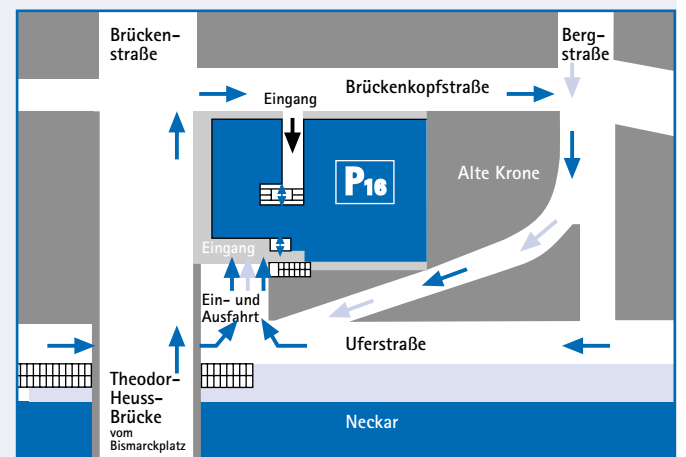 Brücken-
straße
Berg-
straße
Brückenkopfstraße
Eingang
P16
Alte Krone
Eingang
Ein- und
Ausfahrt
Uferstraße
Theodor-
Heuss-
Brücke
vom
Bismarckplatz
Neckar